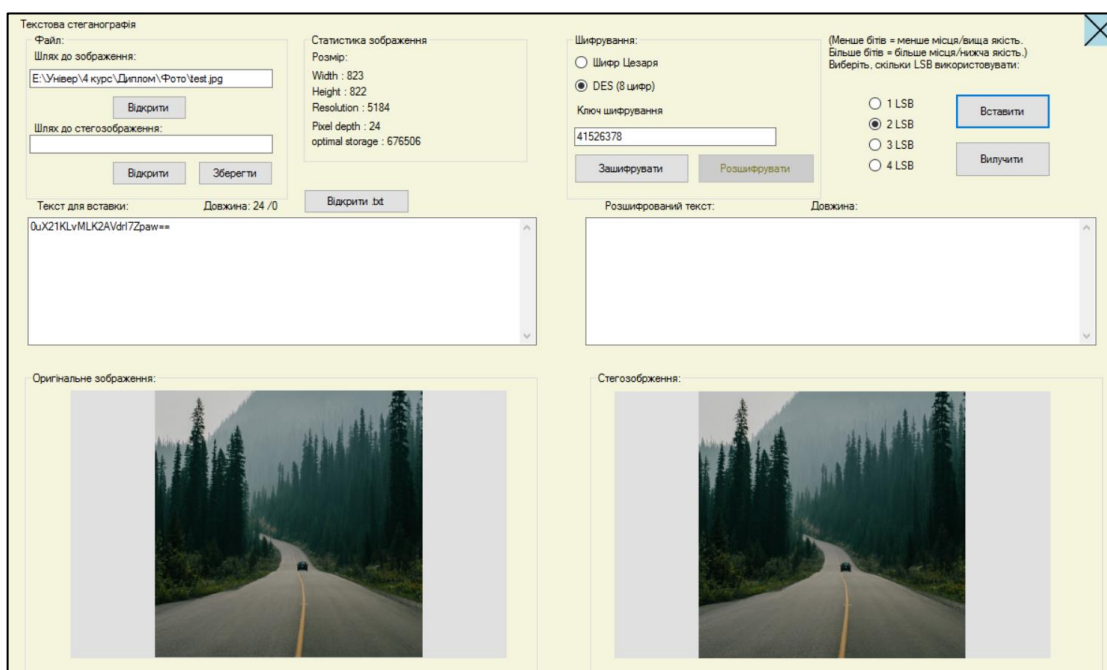 Текстова стеганографія
Файл:
Шлях до зображення:
E:\Універ\4 курс\Диплом\Фото\test.jpg
Відкрити
Шлях до стегозображення:
Відкрити
Зберегти
Статистика зображення
Розмір:
Width : 823
Height : 822
Resolution : 5184
Pixel depth : 24
optimal storage : 676506
Шифрування:
Шифр Цезаря
DES (8 цифр)
Ключ шифрування
41526378
Зашифрувати
Розшифрувати
(Менше бітів = менше місця/вища якість.
Більше бітів = більше місця/нижча якість.)
Виберіть, скільки LSB використовувати:
1 LSB
2 LSB
3 LSB
4 LSB
Вставити
Вилучити
Текст для вставки:
Довжина: 24 /0
Відкрити .txt
0uX21KLvMLK2AVdrI7Zpaw==
Розшифрований текст:
Довжина:
Оригінальне зображення:
Стегозобрження: